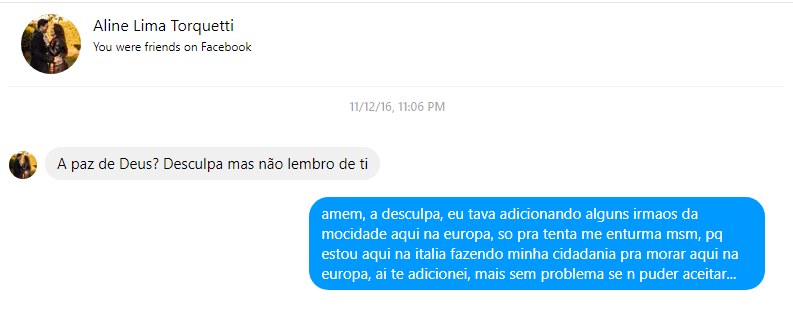 Aline Lima Torquetti
You were friends on Facebook
11/12/16, 11:06 PM
A paz de Deus? Desculpa mas não lembro de ti
amem, a desculpa, eu tava adicionando alguns irmaos da
mocidade aqui na europa, so pra tenta me enturma msm, pq
estou aqui na italia fazendo minha cidadania pra morar aqui na
europa, ai te adicionei, mais sem problema se n puder aceitar...